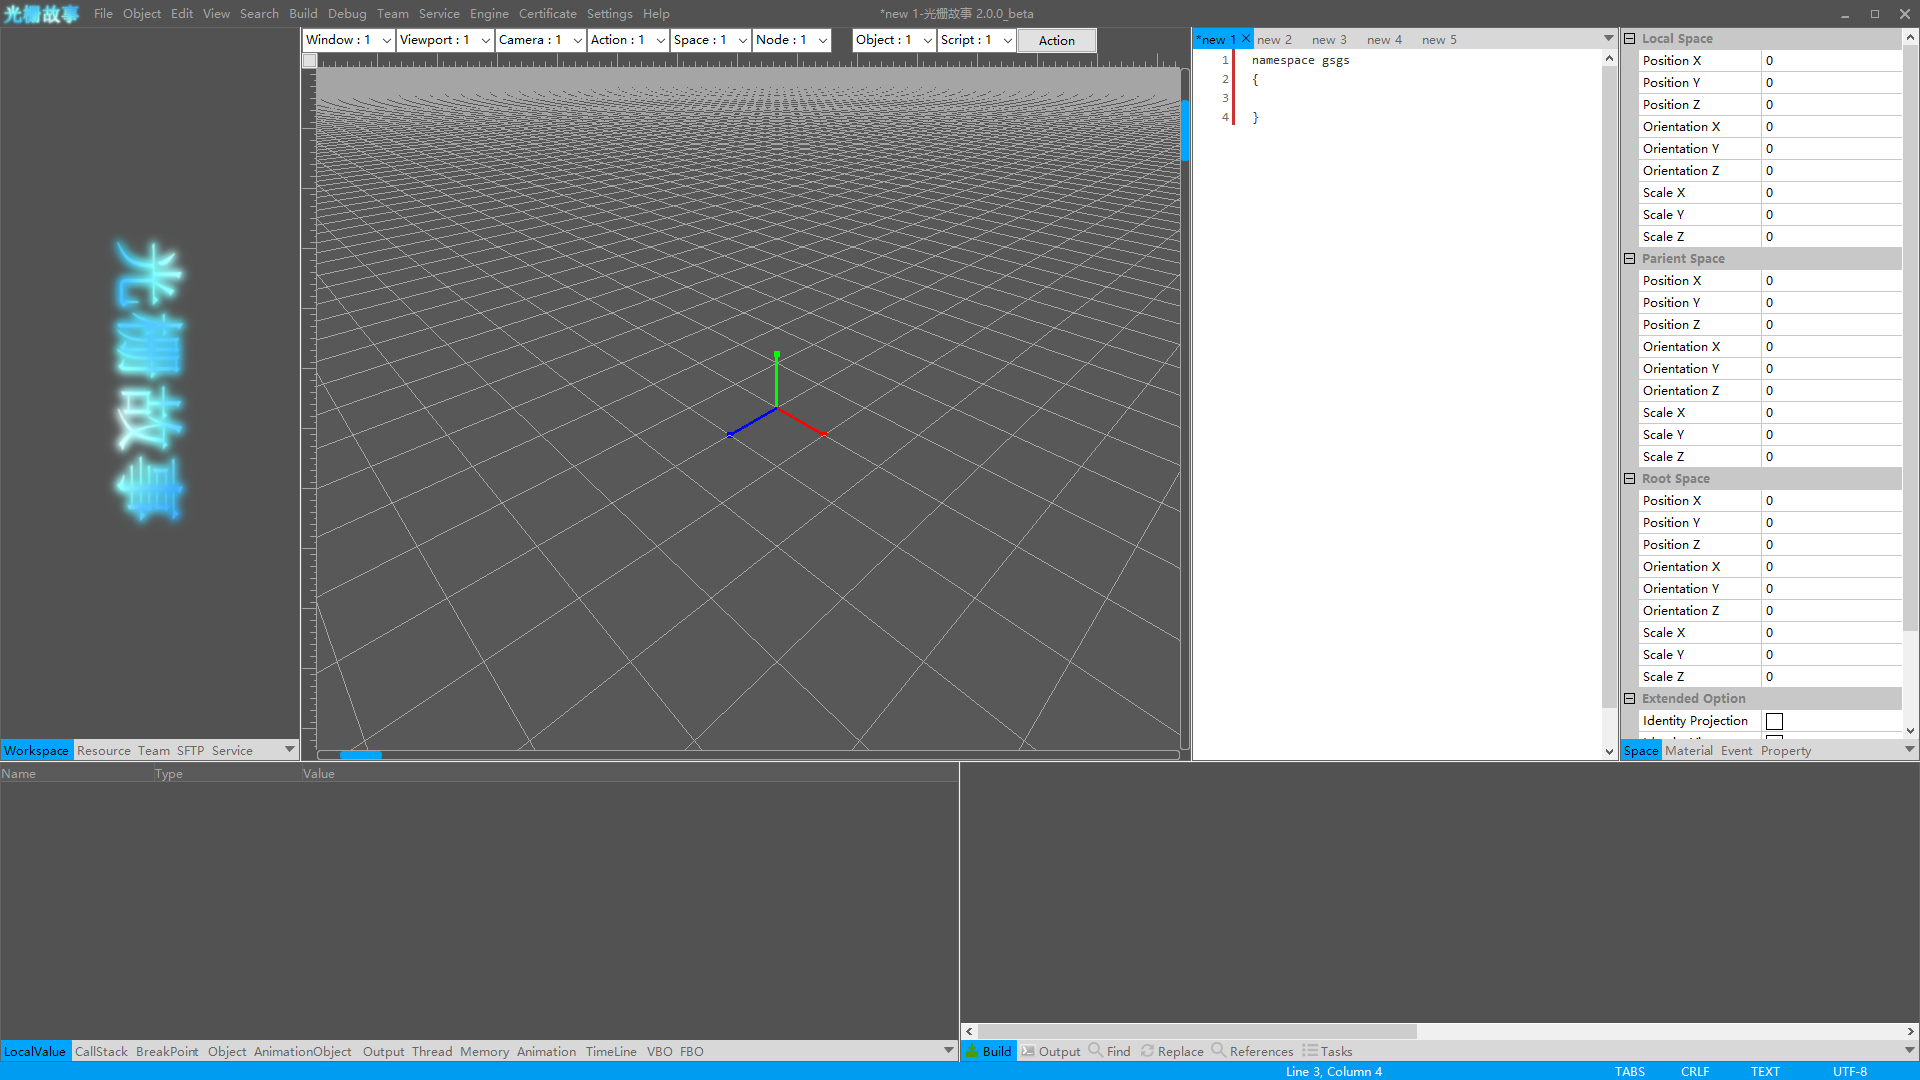 光栅故事 File Object Edit View Search Build Debug Team Service Engine Certificate Settings Help *new 1-光栅故事 2.0.0_beta
Window : 1 Viewport : 1 Camera : 1 Action : 1 Space : 1 Node : 1 Object : 1 Script : 1 Action
光栅故事
Workspace Resource Team SFTP Service
*new 1 new 2 new 3 new 4 new 5
1 namespace gsgs
2 {
3
4 }
Local Space
Position X 0
Position Y 0
Position Z 0
Orientation X 0
Orientation Y 0
Orientation Z 0
Scale X 0
Scale Y 0
Scale Z 0
Parient Space
Position X 0
Position Y 0
Position Z 0
Orientation X 0
Orientation Y 0
Orientation Z 0
Scale X 0
Scale Y 0
Scale Z 0
Root Space
Position X 0
Position Y 0
Position Z 0
Orientation X 0
Orientation Y 0
Orientation Z 0
Scale X 0
Scale Y 0
Scale Z 0
Extended Option
Identity Projection
Space Material Event Property
Name Type Value
LocalValue CallStack BreakPoint Object AnimationObject Output Thread Memory Animation TimeLine VBO FBO
Build Output Find Replace References Tasks
Line 3, Column 4 TABS CRLF TEXT UTF-8